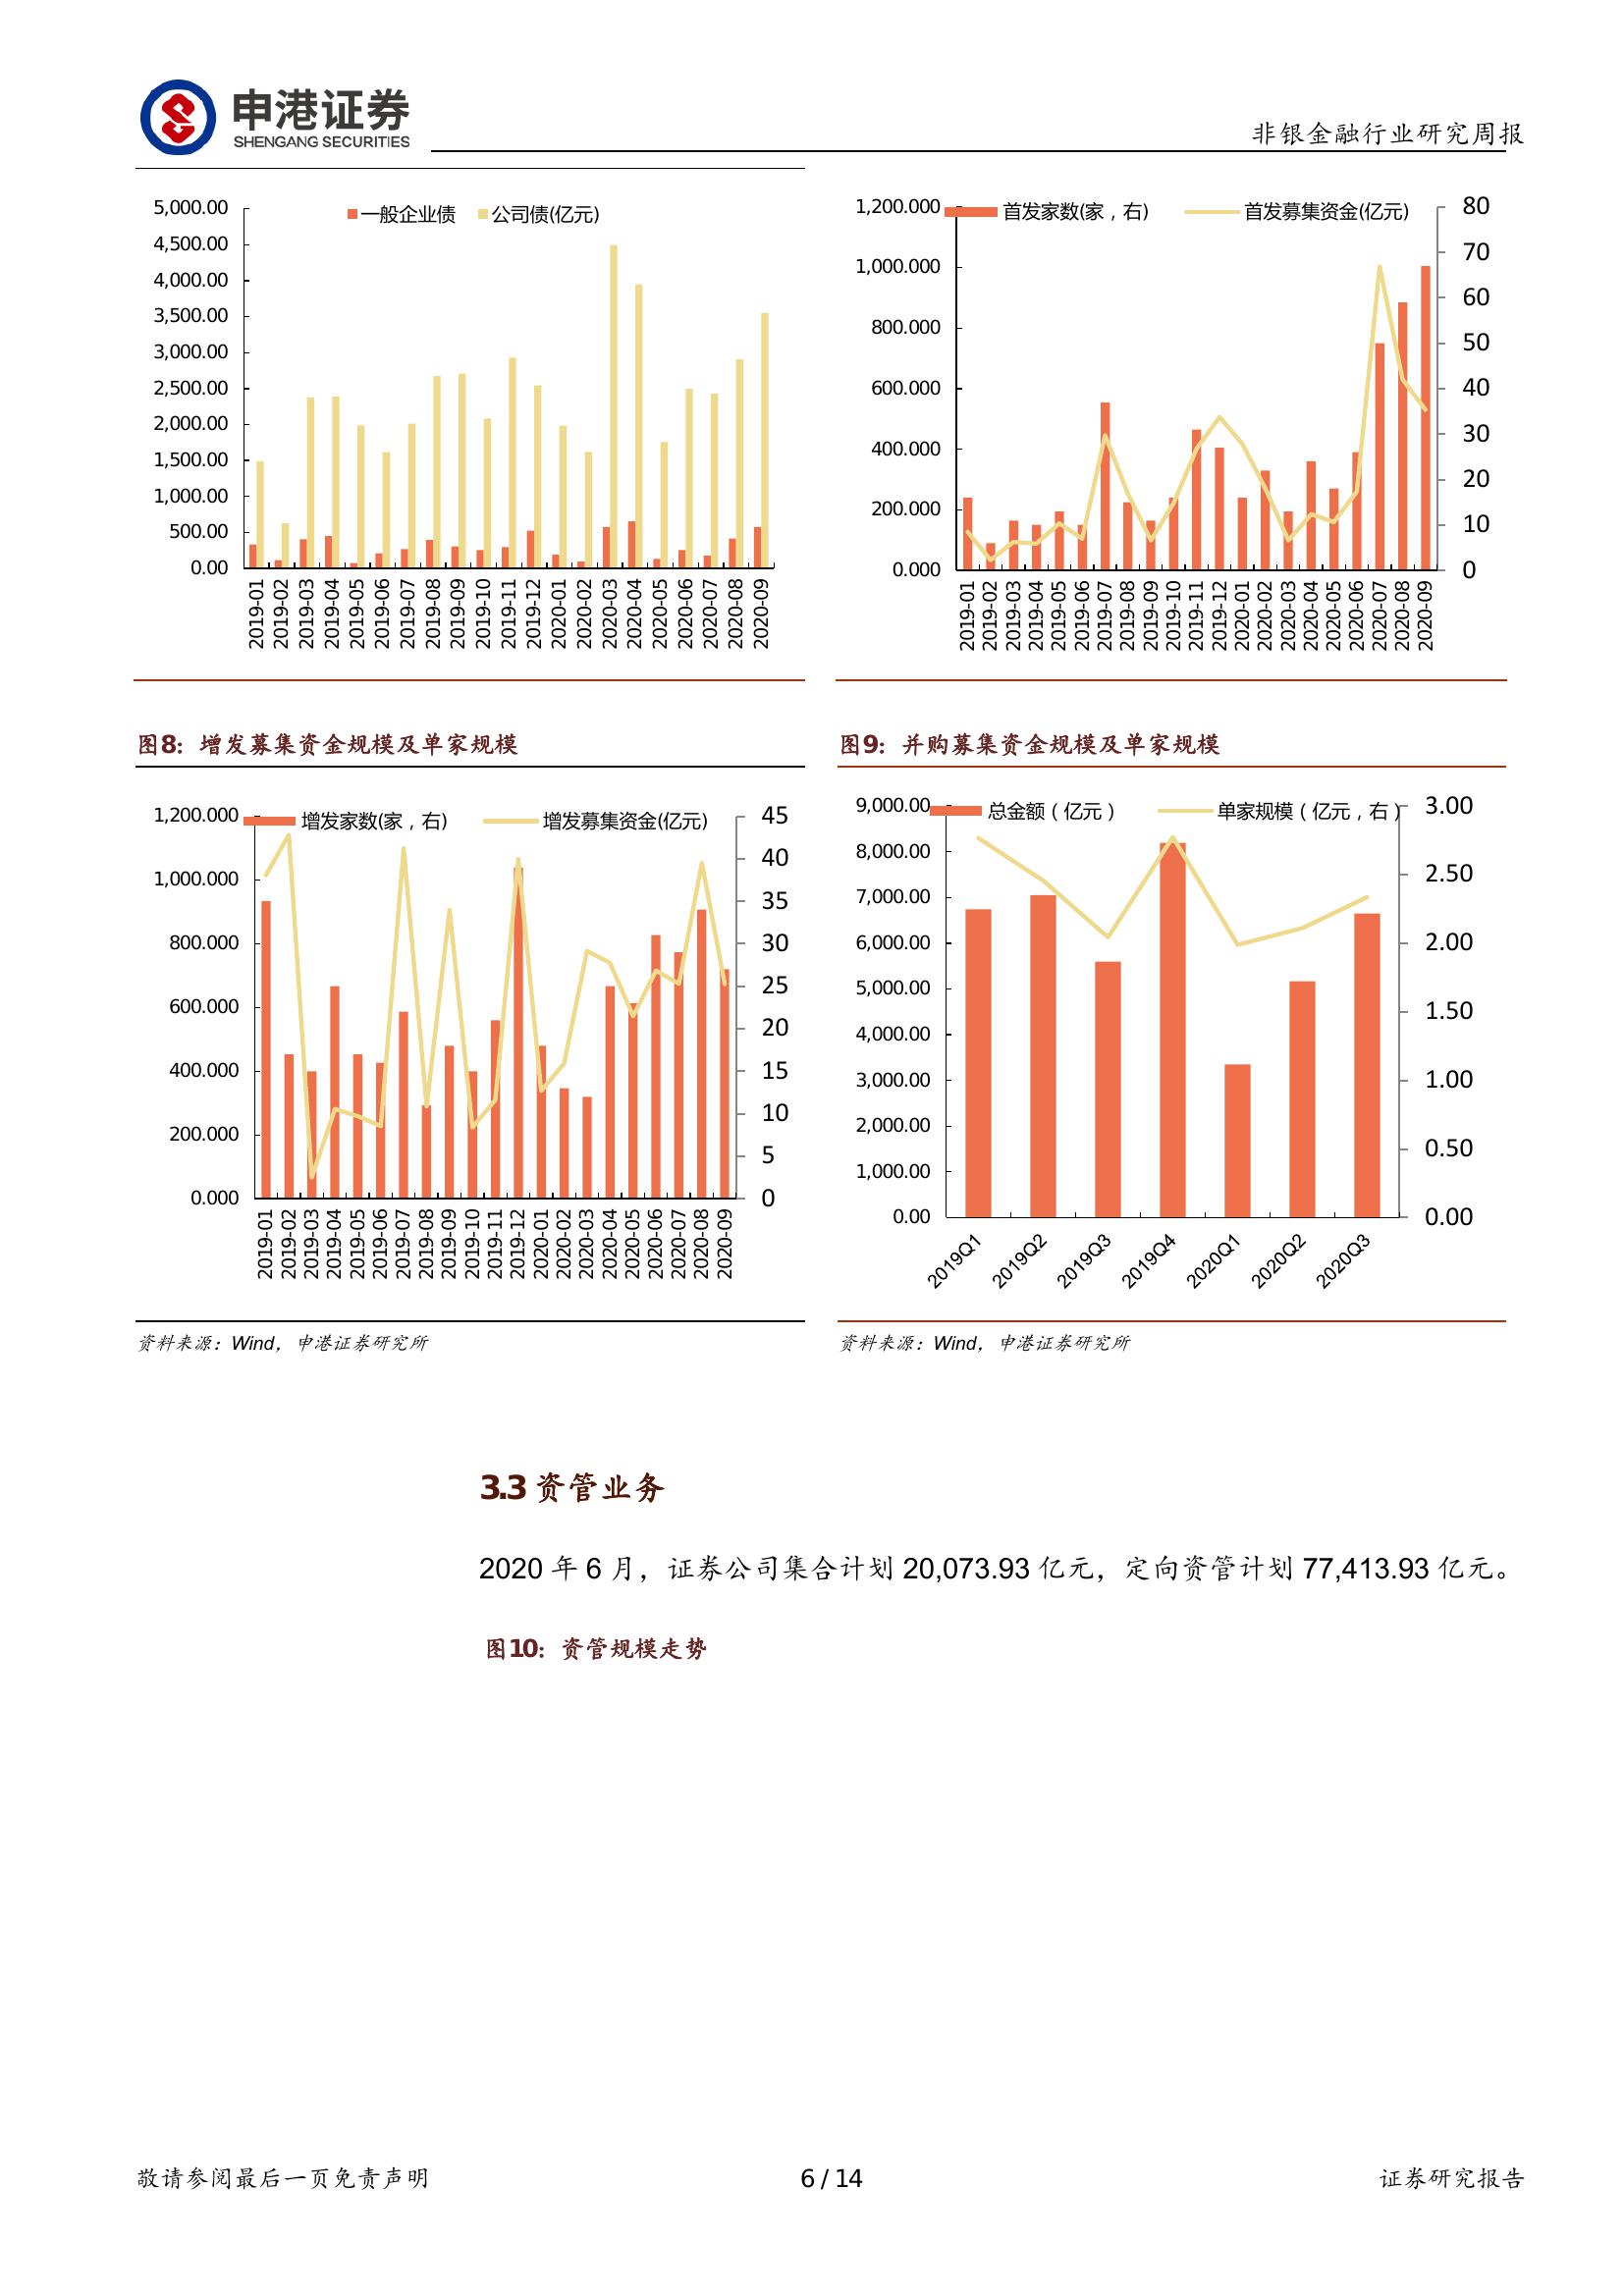 申港证券
SHENGANG SECURITIES
非银金融行业研究周报
一般企业债 公司债(亿元)
5,000.00
4,500.00
4,000.00
3,500.00
3,000.00
2,500.00
2,000.00
1,500.00
1,000.00
500.00
0.00
2019-01 2019-02 2019-03 2019-04 2019-05 2019-06 2019-07 2019-08 2019-09 2019-10 2019-11 2019-12 2020-01 2020-02 2020-03 2020-04 2020-05 2020-06 2020-07 2020-08 2020-09
首发家数(家，右) 首发募集资金(亿元)
1,200.000
1,000.000
800.000
600.000
400.000
200.000
0.000
80
70
60
50
40
30
20
10
0
2019-01 2019-02 2019-03 2019-04 2019-05 2019-06 2019-07 2019-08 2019-09 2019-10 2019-11 2019-12 2020-01 2020-02 2020-03 2020-04 2020-05 2020-06 2020-07 2020-08 2020-09
图8：增发募集资金规模及单家规模
增发家数(家，右) 增发募集资金(亿元)
1,200.000
1,000.000
800.000
600.000
400.000
200.000
0.000
45
40
35
30
25
20
15
10
5
0
2019-01 2019-02 2019-03 2019-04 2019-05 2019-06 2019-07 2019-08 2019-09 2019-10 2019-11 2019-12 2020-01 2020-02 2020-03 2020-04 2020-05 2020-06 2020-07 2020-08 2020-09
资料来源：Wind，申港证券研究所
图9：并购募集资金规模及单家规模
总金额（亿元） 单家规模（亿元，右）
9,000.00
8,000.00
7,000.00
6,000.00
5,000.00
4,000.00
3,000.00
2,000.00
1,000.00
0.00
3.00
2.50
2.00
1.50
1.00
0.50
0.00
2019Q1 2019Q2 2019Q3 2019Q4 2020Q1 2020Q2 2020Q3
资料来源：Wind，申港证券研究所
3.3 资管业务
2020 年 6 月，证券公司集合计划 20,073.93 亿元，定向资管计划 77,413.93 亿元。
图10：资管规模走势
敬请参阅最后一页免责声明
6 / 14
证券研究报告